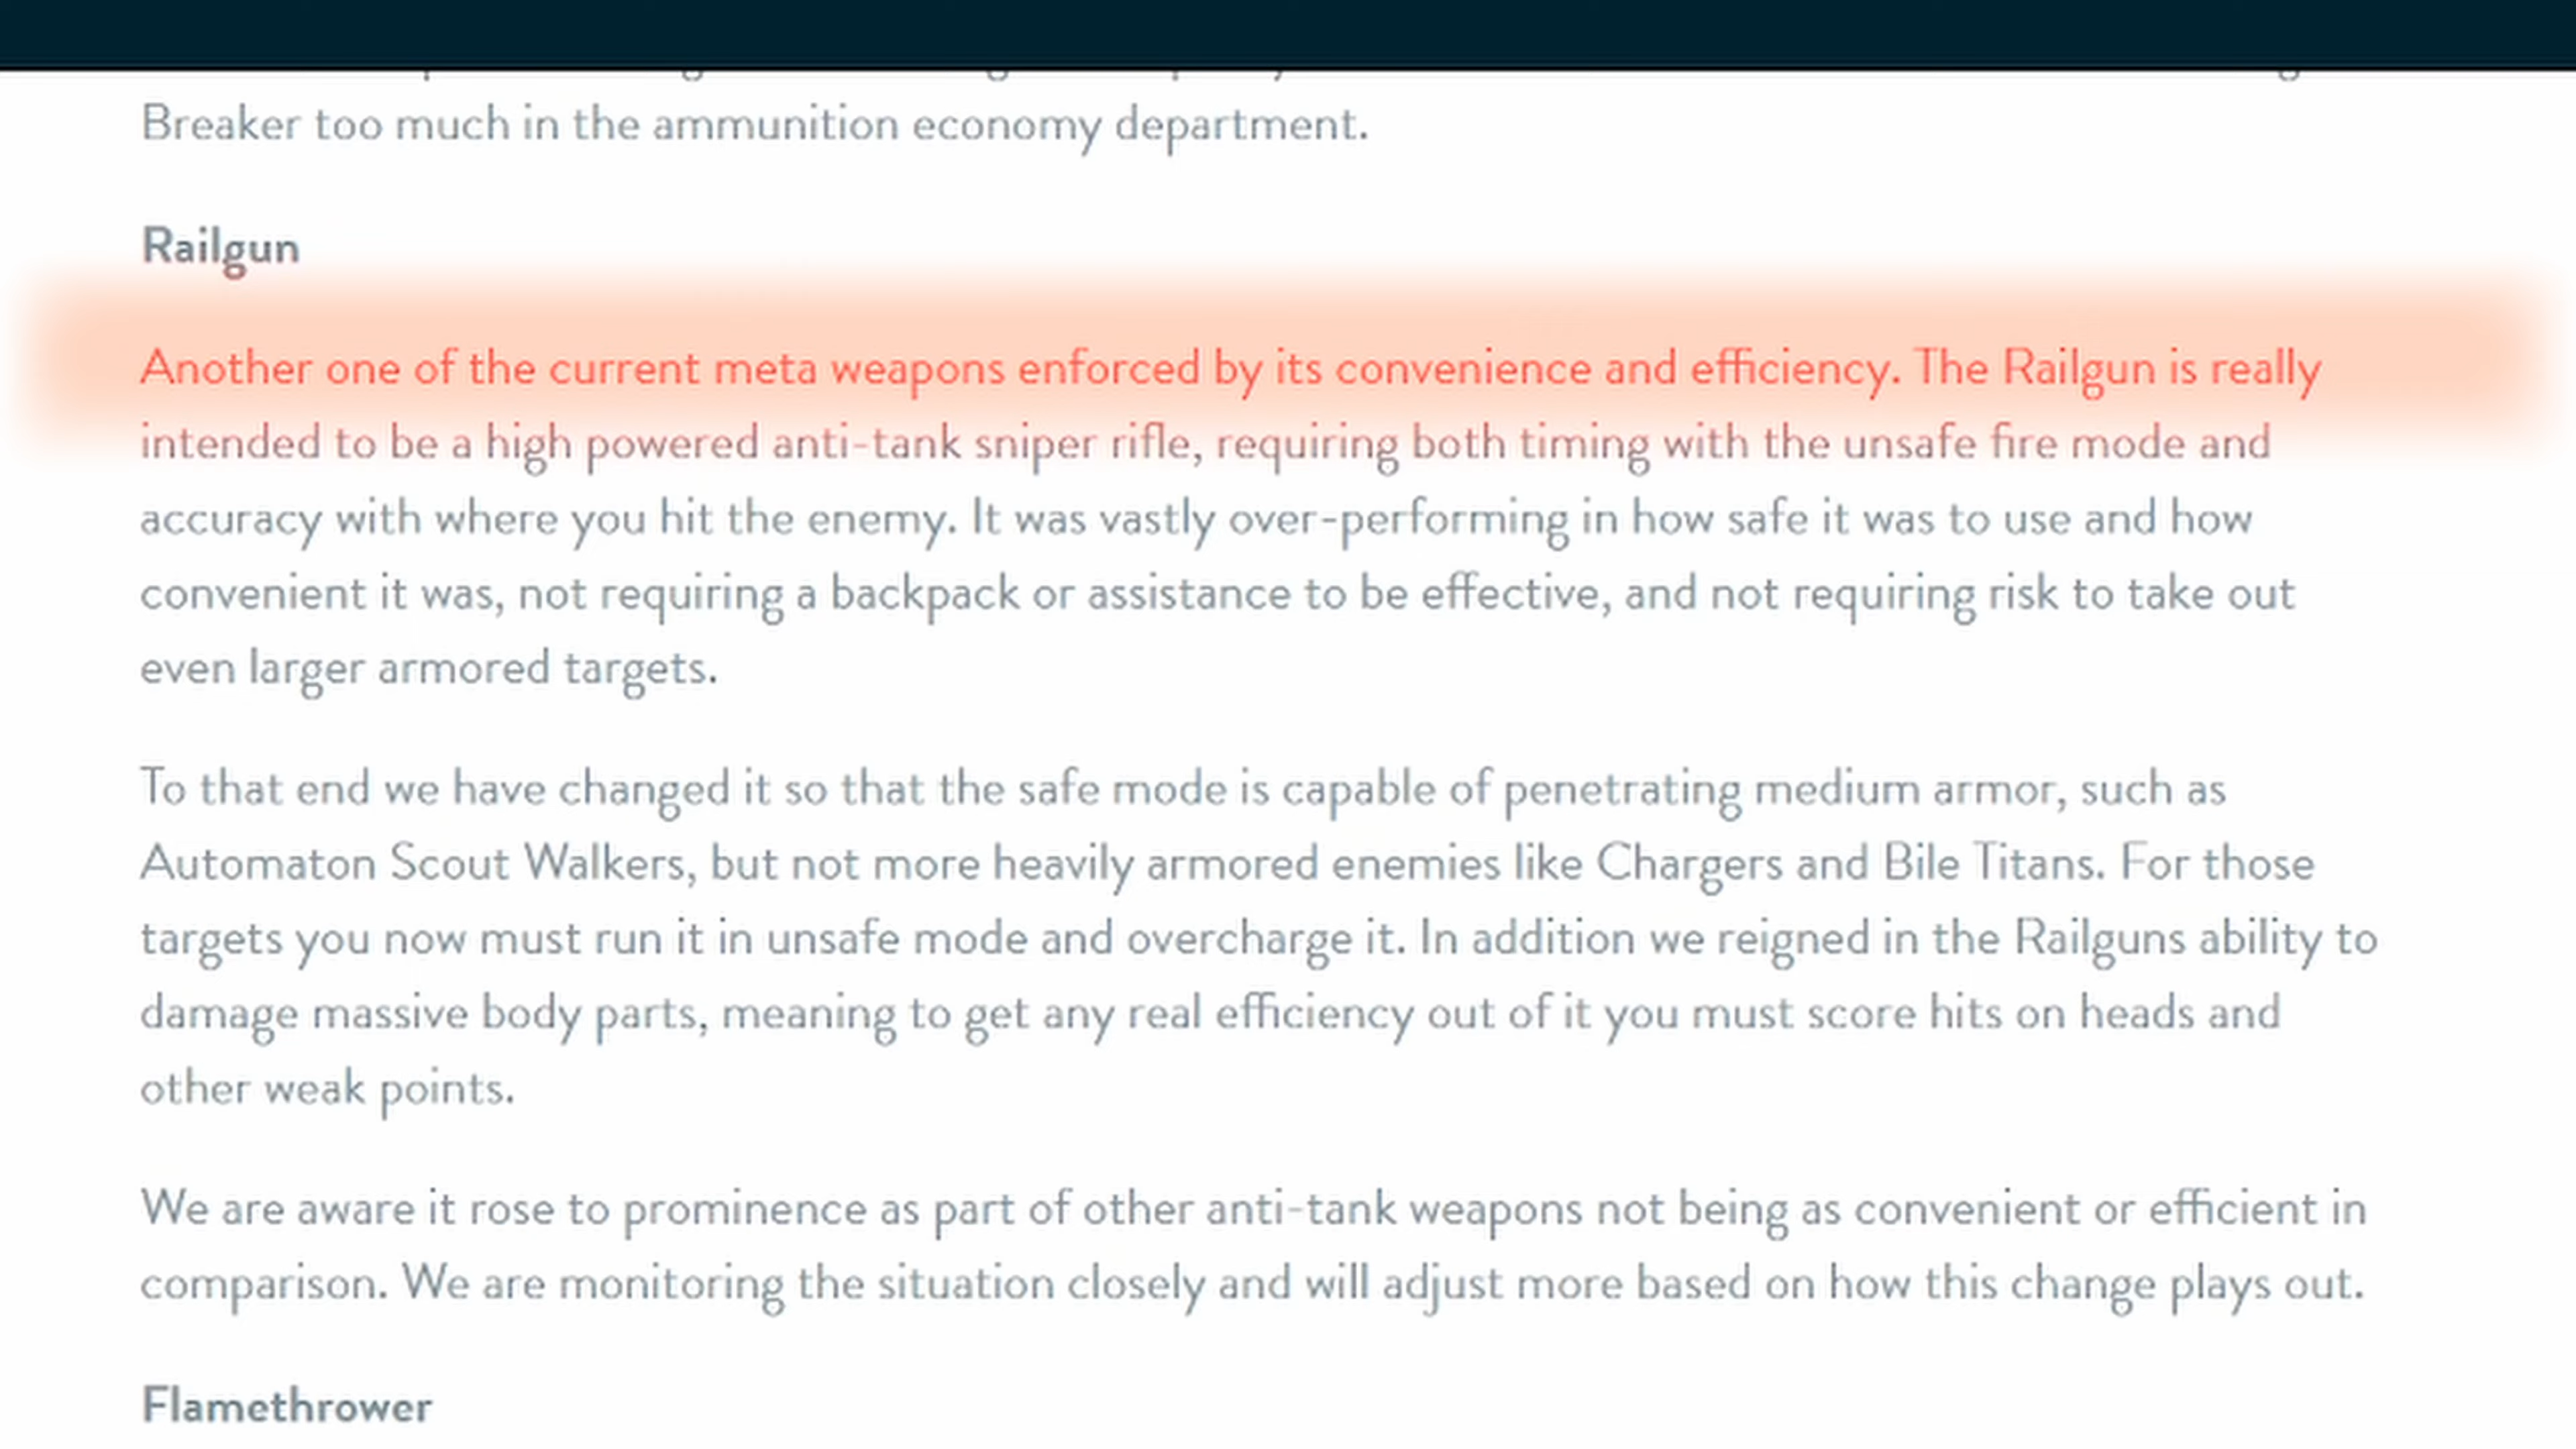 Breaker too much in the ammunition economy department.
Railgun
Another one of the current meta weapons enforced by its convenience and efficiency. The Railgun is really
intended to be a high powered anti-tank sniper rifle, requiring both timing with the unsafe fire mode and
accuracy with where you hit the enemy. It was vastly over-performing in how safe it was to use and how
convenient it was, not requiring a backpack or assistance to be effective, and not requiring risk to take out
even larger armored targets.
To that end we have changed it so that the safe mode is capable of penetrating medium armor, such as
Automaton Scout Walkers, but not more heavily armored enemies like Chargers and Bile Titans. For those
targets you now must run it in unsafe mode and overcharge it. In addition we reigned in the Railguns ability to
damage massive body parts, meaning to get any real efficiency out of it you must score hits on heads and
other weak points.
We are aware it rose to prominence as part of other anti-tank weapons not being as convenient or efficient in
comparison. We are monitoring the situation closely and will adjust more based on how this change plays out.
Flamethrower